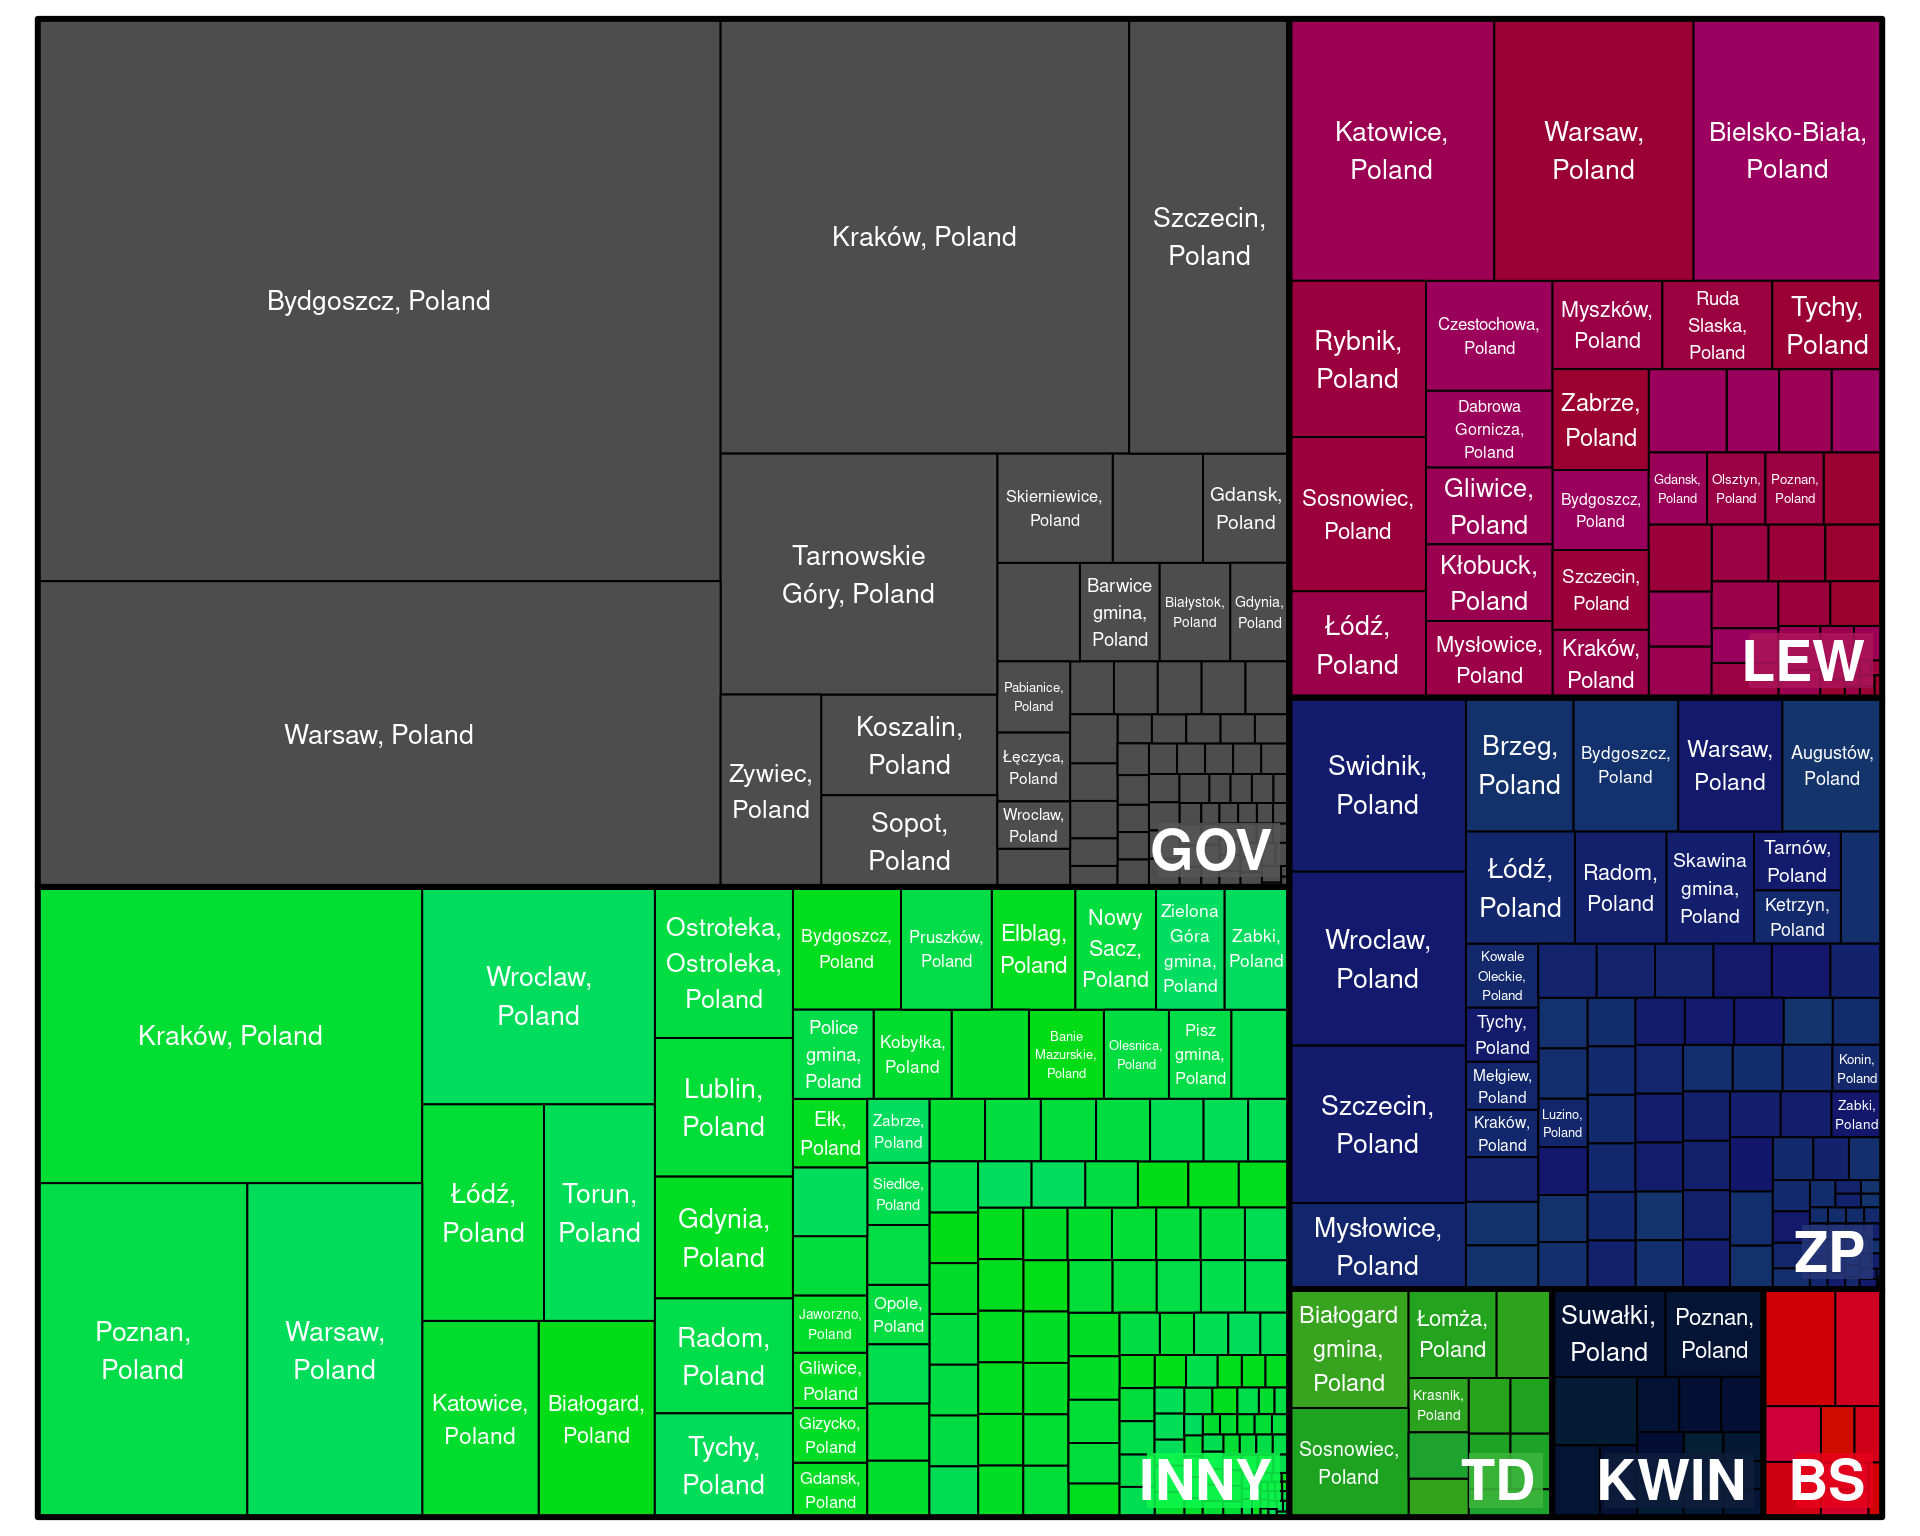 Bydgoszcz, Poland
Warsaw, Poland
Kraków, Poland
Szczecin,
Poland
Tarnowskie
Góry, Poland
Zywiec,
Poland
Koszalin,
Poland
Sopot,
Poland
Skierniewice,
Poland
Gdansk,
Poland
Barwice
gmina,
Poland
Białystok,
Poland
Gdynia,
Poland
Pabianice,
Poland
Łęczyca,
Poland
Wroclaw,
Poland
GOV
Katowice,
Poland
Warsaw,
Poland
Bielsko-Biała,
Poland
Rybnik,
Poland
Sosnowiec,
Poland
Łódź,
Poland
Czestochowa,
Poland
Dabrowa
Gornicza,
Poland
Gliwice,
Poland
Kłobuck,
Poland
Mysłowice,
Poland
Myszków,
Poland
Ruda
Slaska,
Poland
Tychy,
Poland
Zabrze,
Poland
Bydgoszcz,
Poland
Szczecin,
Poland
Kraków,
Poland
Gdansk,
Poland
Olsztyn,
Poland
Poznan,
Poland
LEW
Swidnik,
Poland
Wroclaw,
Poland
Szczecin,
Poland
Mysłowice,
Poland
Brzeg,
Poland
Bydgoszcz,
Poland
Warsaw,
Poland
Augustów,
Poland
Łódź,
Poland
Radom,
Poland
Skawina
gmina,
Poland
Tarnów,
Poland
Ketrzyn,
Poland
Kowale
Oleckie,
Poland
Tychy,
Poland
Mełgiew,
Poland
Kraków,
Poland
Luzino,
Poland
Konin,
Poland
Zabki,
Poland
ZP
Kraków, Poland
Poznan,
Poland
Warsaw,
Poland
Wroclaw,
Poland
Łódź,
Poland
Torun,
Poland
Katowice,
Poland
Białogard,
Poland
Ostrołeka,
Ostroleka,
Poland
Lublin,
Poland
Gdynia,
Poland
Radom,
Poland
Tychy,
Poland
Bydgoszcz,
Poland
Pruszków,
Poland
Elblag,
Poland
Nowy
Sacz,
Poland
Zielona
Góra
gmina,
Poland
Zabki,
Poland
Police
gmina,
Poland
Kobyłka,
Poland
Banie
Mazurskie,
Poland
Olesnica,
Poland
Pisz
gmina,
Poland
Ełk,
Poland
Zabrze,
Poland
Siedlce,
Poland
Opole,
Poland
Jaworzno,
Poland
Gliwice,
Poland
Gizycko,
Poland
Gdansk,
Poland
INNY
Białogard
gmina,
Poland
Sosnowiec,
Poland
Łomża,
Poland
Krasnik,
Poland
TD
Suwałki,
Poland
Poznan,
Poland
KWIN
BS